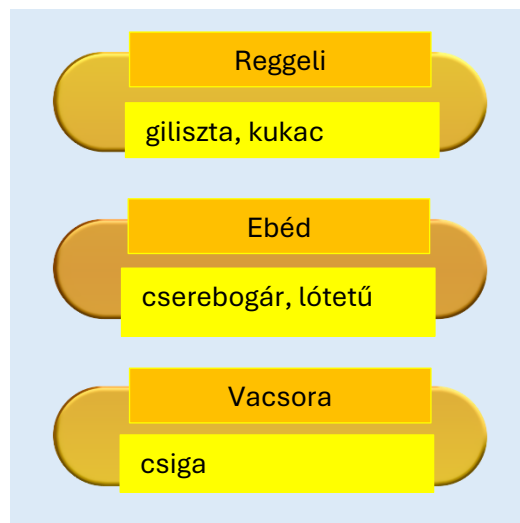 Reggeli
giliszta, kukac
Ebéd
cserebogár, lótetű
Vacsora
csiga